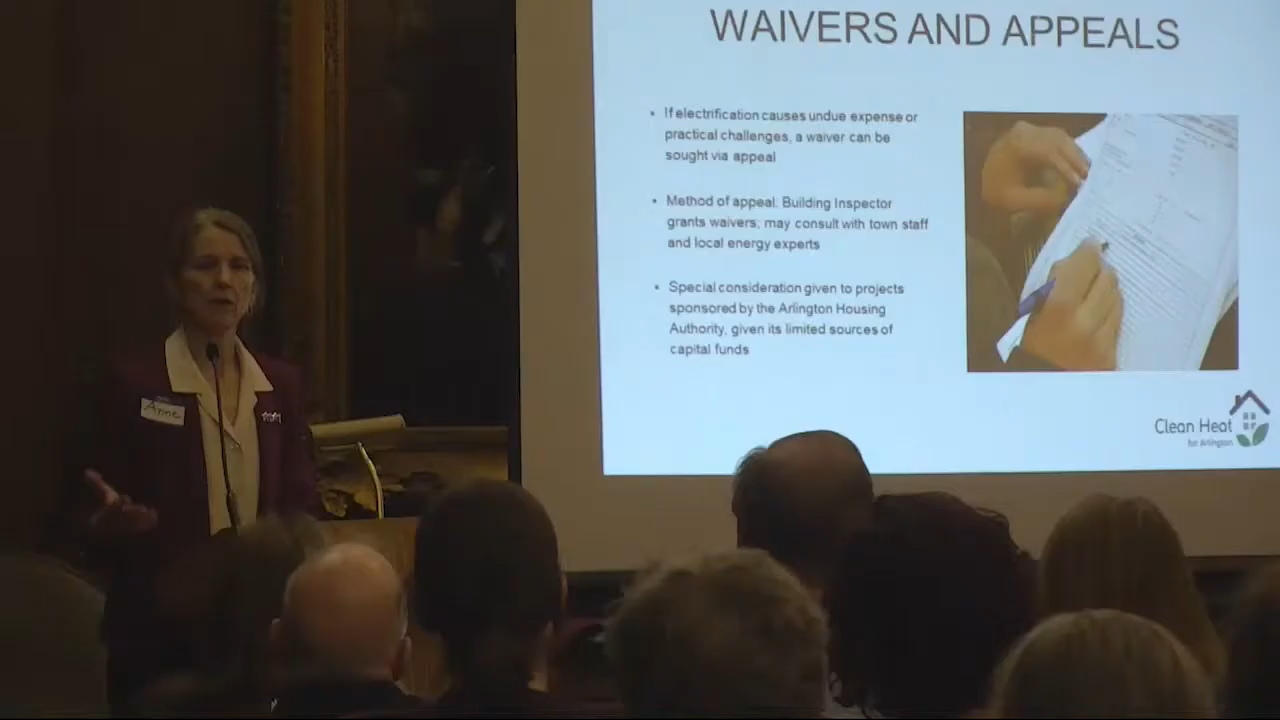 WAIVERS AND APPEALS
• If electrification causes undue expense or
practical challenges, a waiver can be
sought via appeal
• Method of appeal: Building Inspector
grants waivers; may consult with town staff
and local energy experts
• Special consideration given to projects
sponsored by the Arlington Housing
Authority, given its limited sources of
capital funds
Anne
Clean Heat
for Arlington